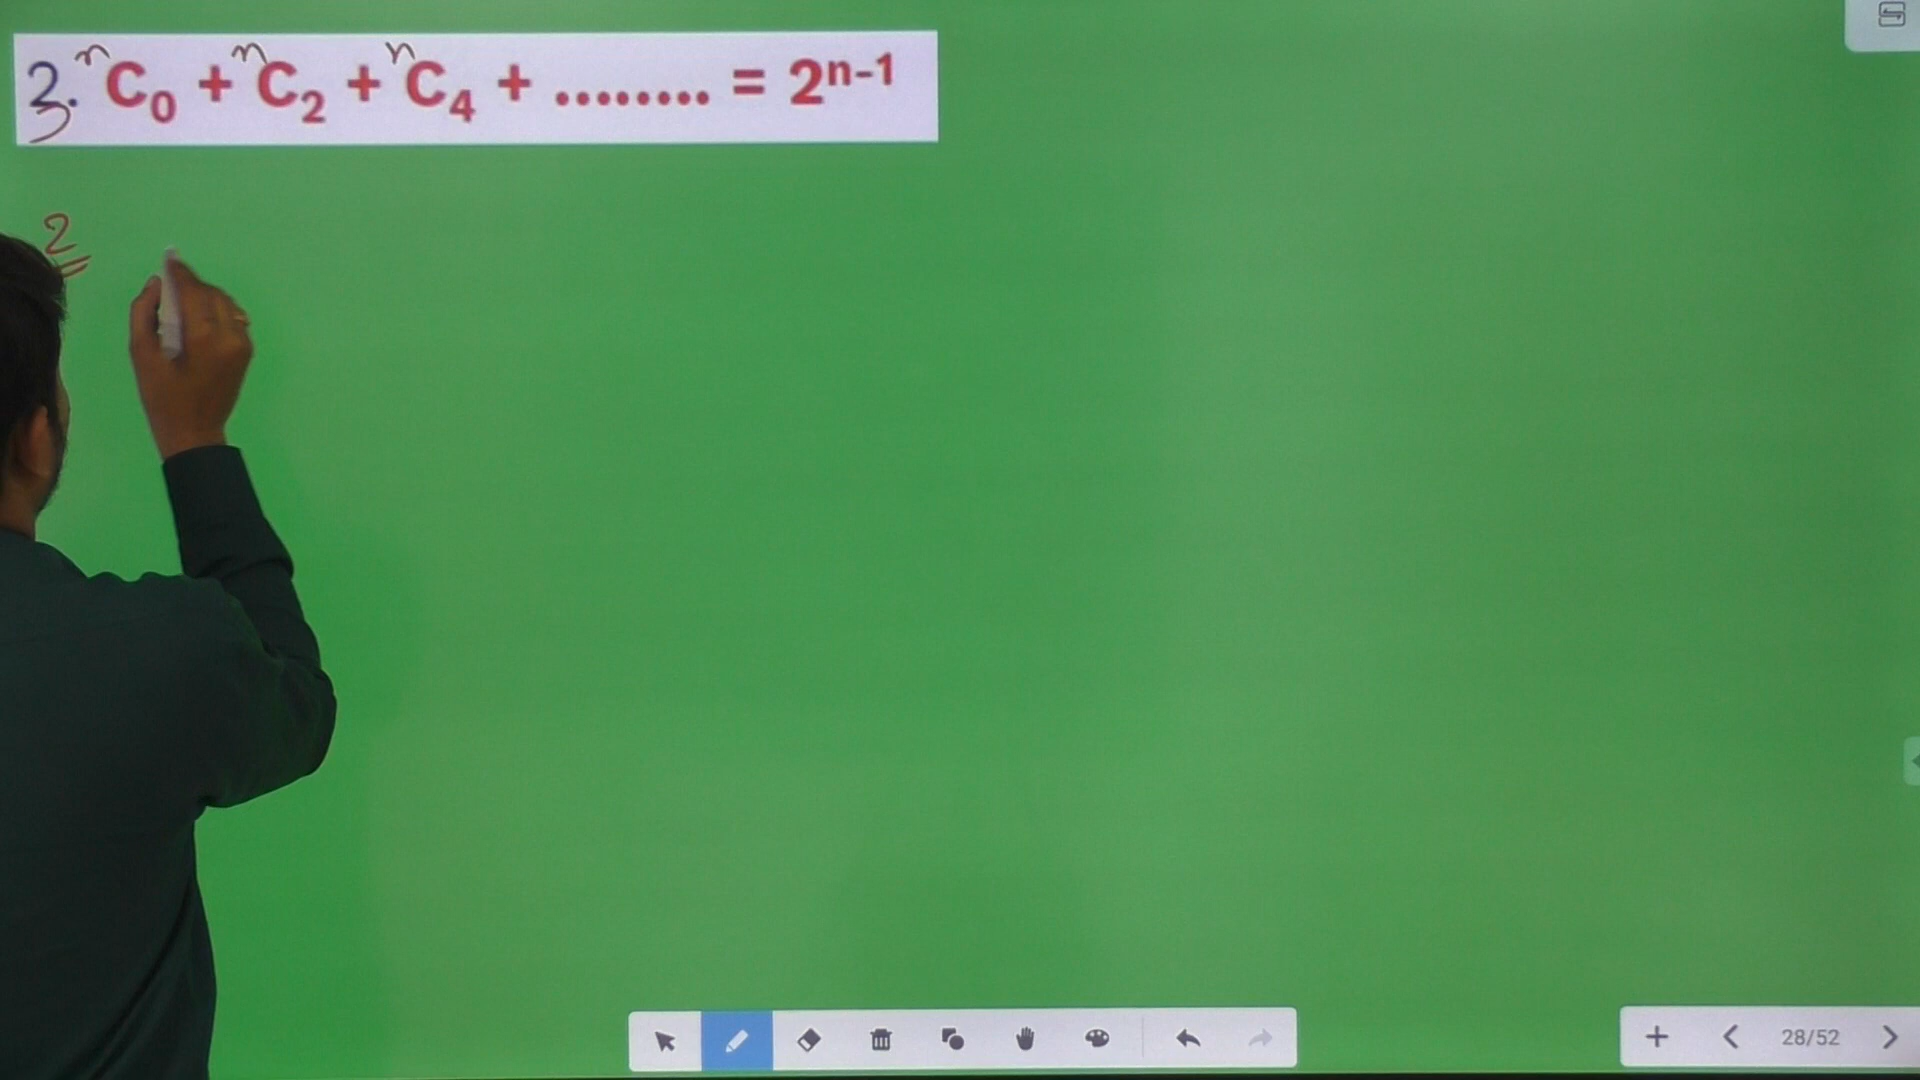 3. ⁿC₀ + ⁿC₂ + ⁿC₄ + ........ = 2ⁿ⁻¹
2
28/52